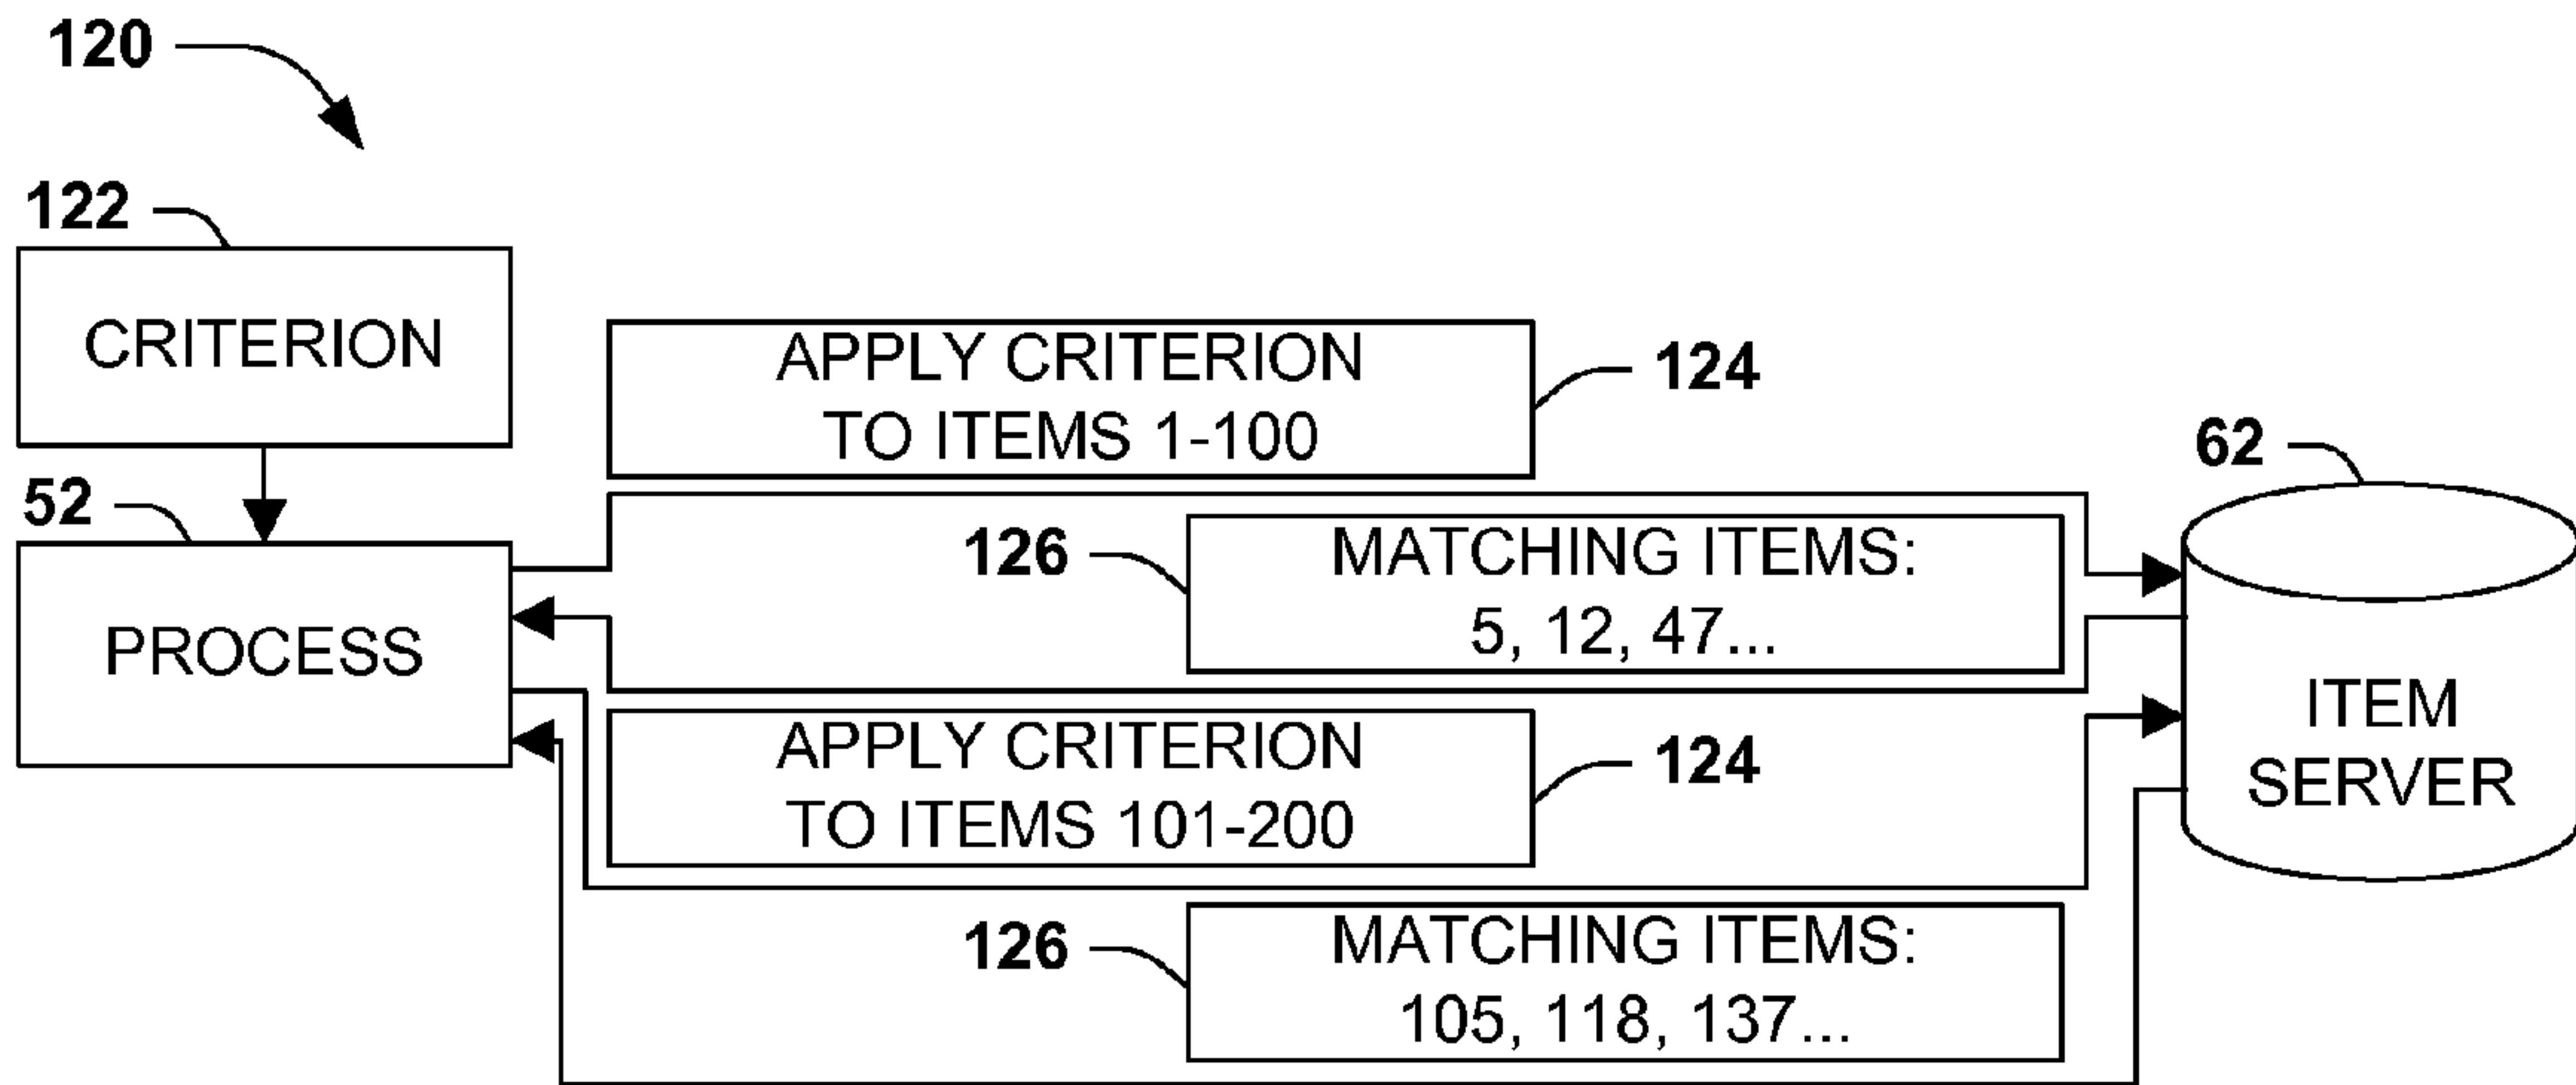 120
122
CRITERION
APPLY CRITERION
TO ITEMS 1-100
124
62
52
PROCESS
126
MATCHING ITEMS:
5, 12, 47...
ITEM
SERVER
APPLY CRITERION
TO ITEMS 101-200
124
126
MATCHING ITEMS:
105, 118, 137...